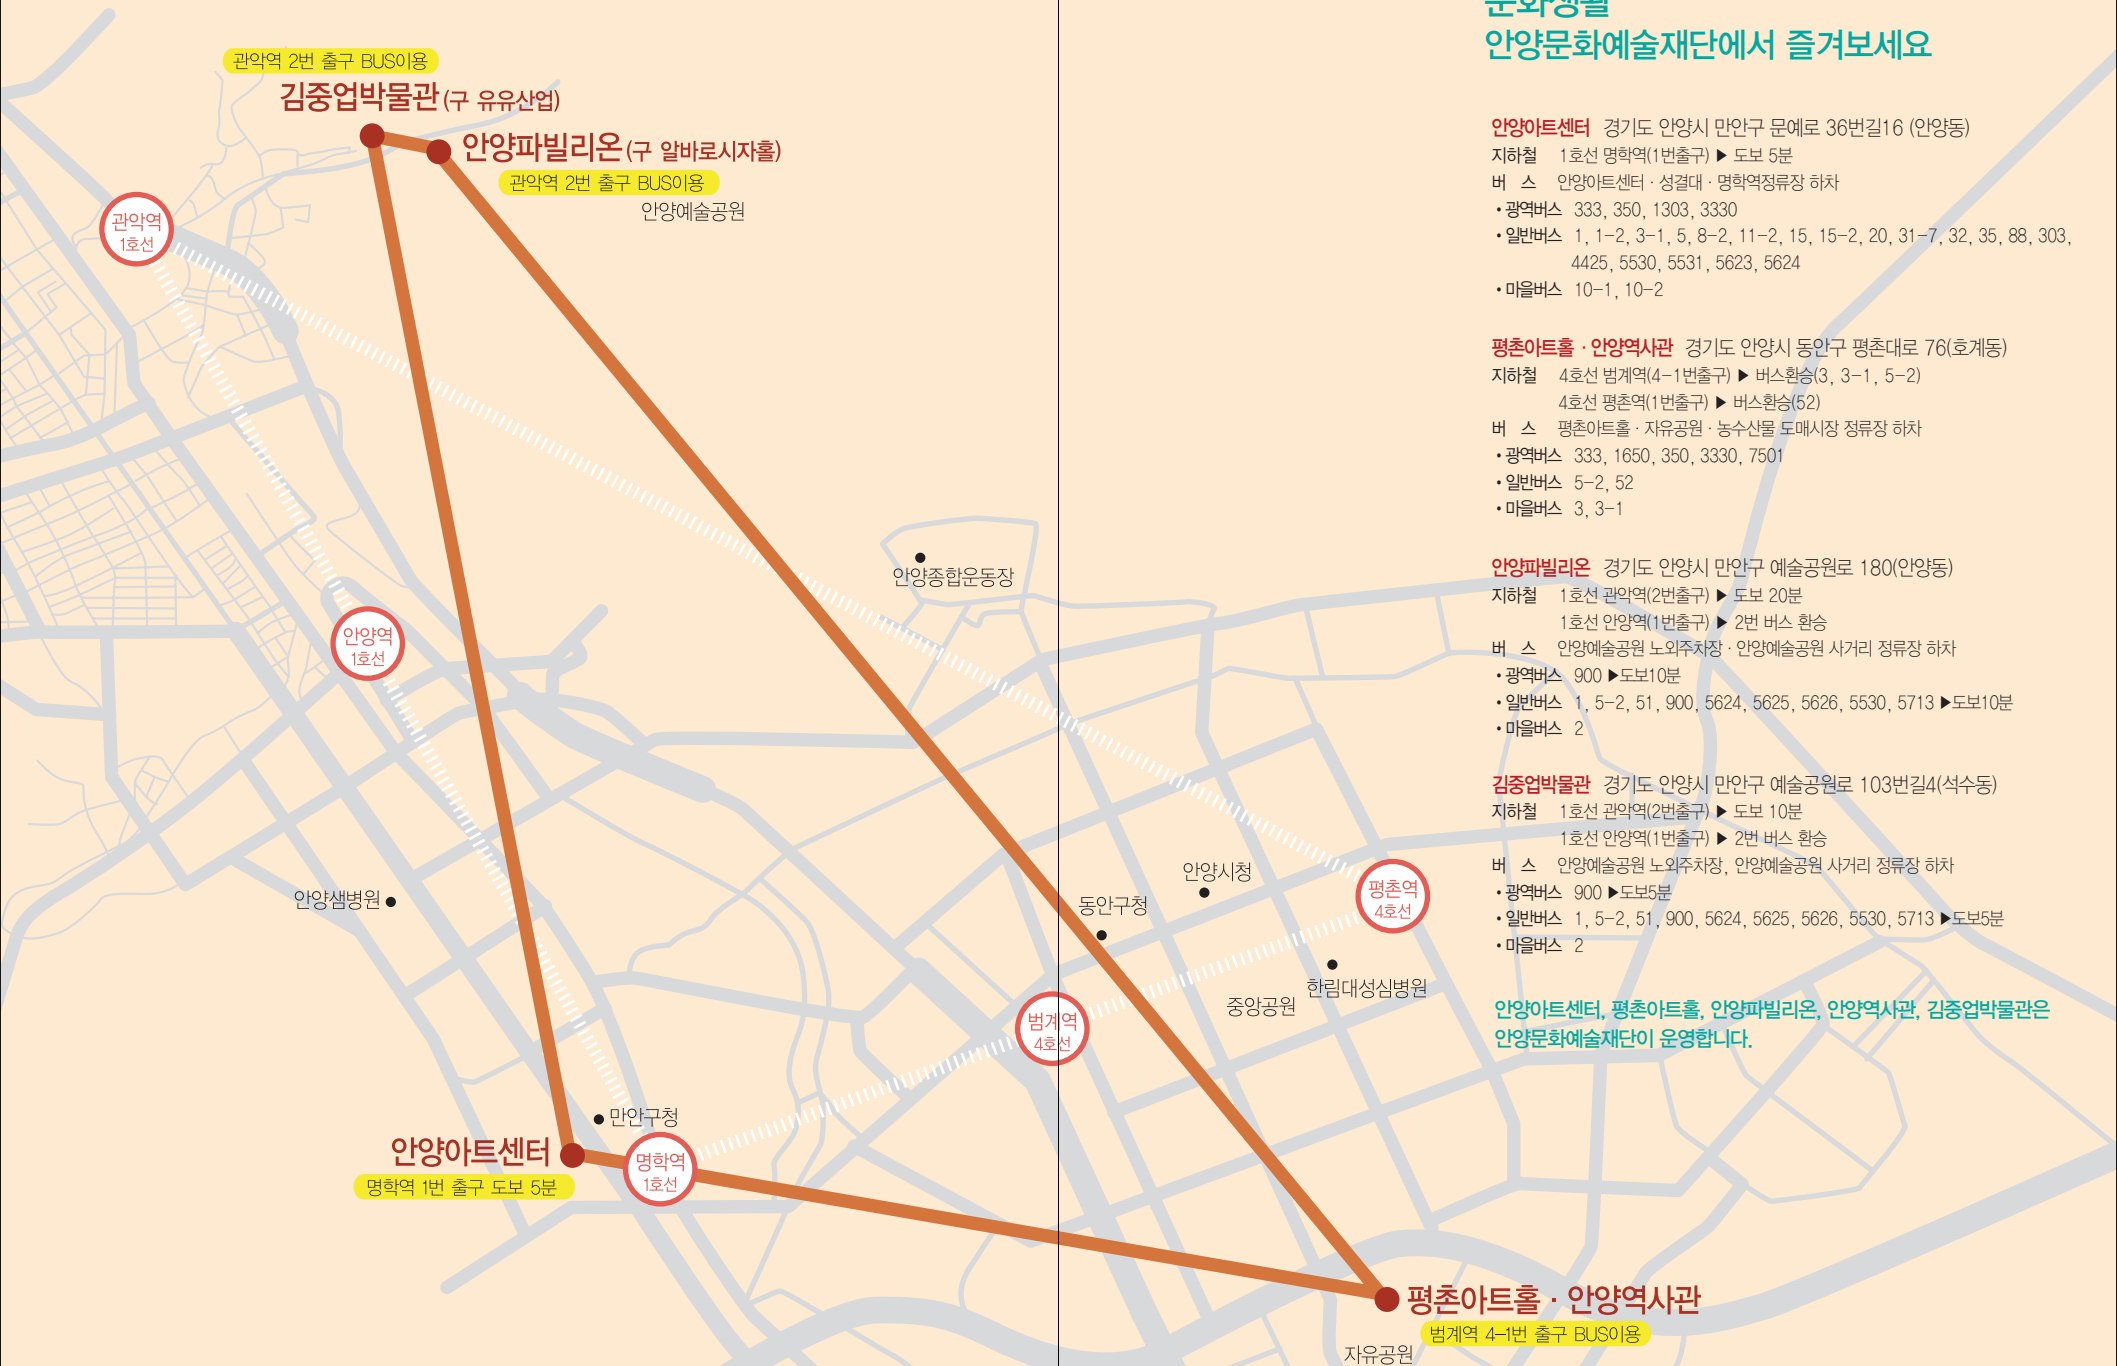 관악역 2번 출구 BUS이용
김중업박물관 (구 유유산업)
안양파빌리온 (구 알바로시자홀)
관악역 2번 출구 BUS이용
안양예술공원
관악역
1호선
안양종합운동장
안양역
1호선
안양시청
동안구청
평촌역
4호선
안양샘병원
한림대성심병원
중앙공원
범계역
4호선
만안구청
안양아트센터
명학역 1번 출구 도보 5분
명학역
1호선
평촌아트홀 · 안양역사관
범계역 4-1번 출구 BUS이용
자유공원
문화생활
안양문화예술재단에서 즐겨보세요
안양아트센터 경기도 안양시 만안구 문예로 36번길16 (안양동)
지하철 1호선 명학역(1번출구) ▶ 도보 5분
버 스 안양아트센터 · 성결대 · 명학역정류장 하차
• 광역버스 333, 350, 1303, 3330
• 일반버스 1, 1-2, 3-1, 5, 8-2, 11-2, 15, 15-2, 20, 31-7, 32, 35, 88, 303,
4425, 5530, 5531, 5623, 5624
• 마을버스 10-1, 10-2
평촌아트홀 · 안양역사관 경기도 안양시 동안구 평촌대로 76(호계동)
지하철 4호선 범계역(4-1번출구) ▶ 버스환승(3, 3-1, 5-2)
4호선 평촌역(1번출구) ▶ 버스환승(52)
버 스 평촌아트홀 · 자유공원 · 농수산물 도매시장 정류장 하차
• 광역버스 333, 1650, 350, 3330, 7501
• 일반버스 5-2, 52
• 마을버스 3, 3-1
안양파빌리온 경기도 안양시 만안구 예술공원로 180(안양동)
지하철 1호선 관악역(2번출구) ▶ 도보 20분
1호선 안양역(1번출구) ▶ 2번 버스 환승
버 스 안양예술공원 노외주차장 · 안양예술공원 사거리 정류장 하차
• 광역버스 900 ▶도보10분
• 일반버스 1, 5-2, 51, 900, 5624, 5625, 5626, 5530, 5713 ▶도보10분
• 마을버스 2
김중업박물관 경기도 안양시 만안구 예술공원로 103번길4(석수동)
지하철 1호선 관악역(2번출구) ▶ 도보 10분
1호선 안양역(1번출구) ▶ 2번 버스 환승
버 스 안양예술공원 노외주차장, 안양예술공원 사거리 정류장 하차
• 광역버스 900 ▶도보5분
• 일반버스 1, 5-2, 51, 900, 5624, 5625, 5626, 5530, 5713 ▶도보5분
• 마을버스 2
안양아트센터, 평촌아트홀, 안양파빌리온, 안양역사관, 김중업박물관은
안양문화예술재단이 운영합니다.